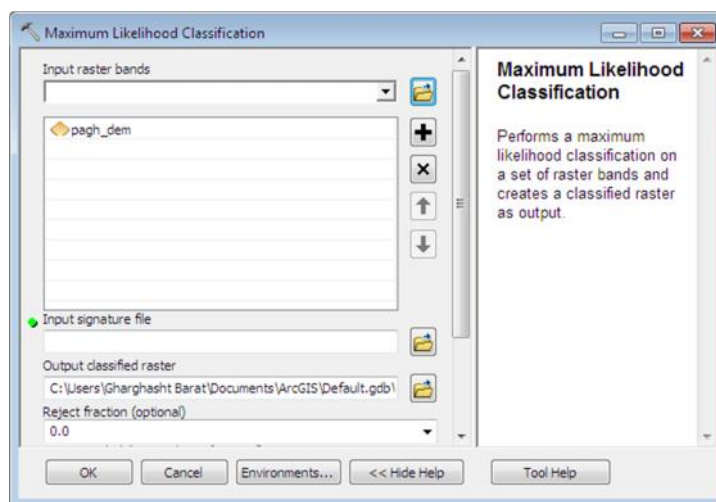 Maximum Likelihood Classification
Input raster bands
pagh_dem
Input signature file
Output classified raster
C:\Users\Gharghasht Barat\Documents\ArcGIS\Default.gdb\
Reject fraction (optional)
0.0
OK
Cancel
Environments...
<< Hide Help
Tool Help
Maximum Likelihood
Classification
Performs a maximum
likelihood classification on
a set of raster bands and
creates a classified raster
as output.